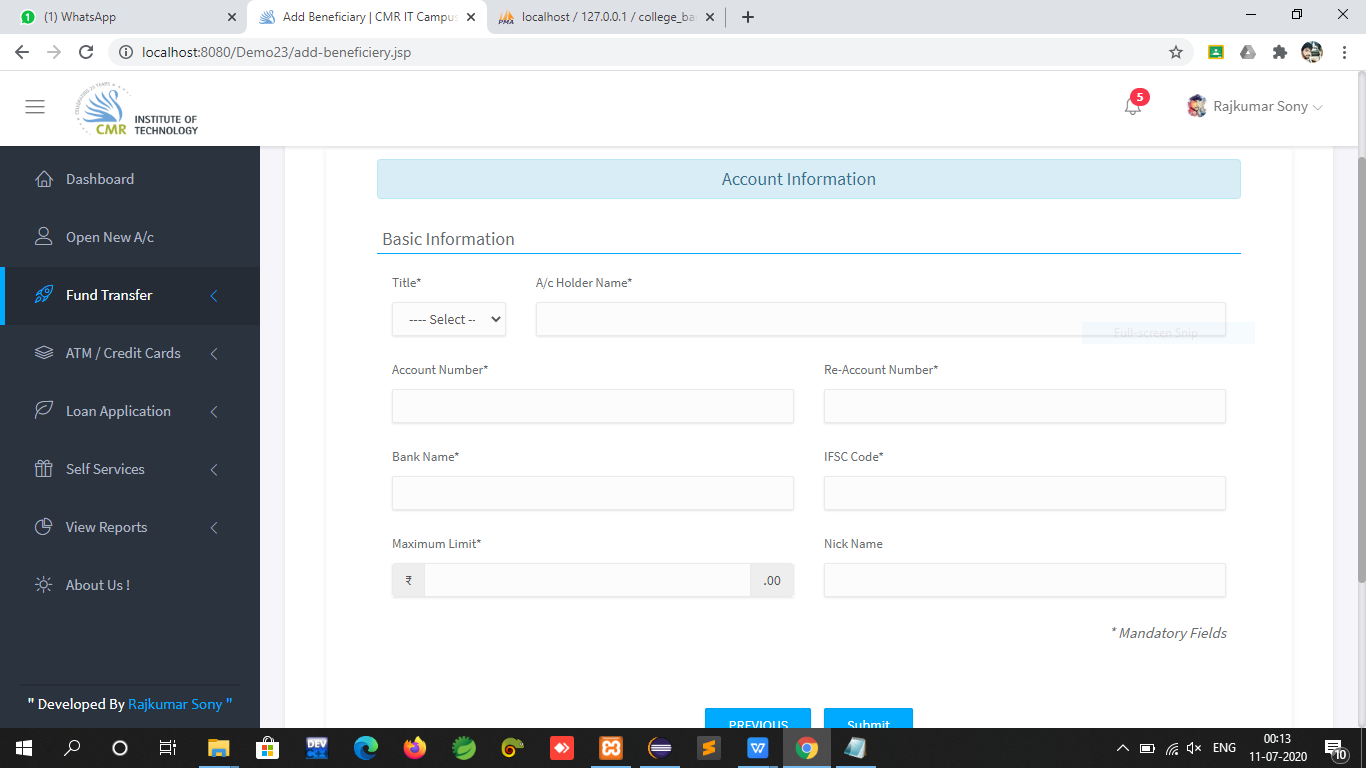 (1) WhatsApp
Add Beneficiary | CMR IT Campus
localhost / 127.0.0.1 / college_ba
localhost:8080/Demo23/add-beneficiery.jsp
CELEBRATING 25 YEARS
CMR
INSTITUTE OF
TECHNOLOGY
5
Rajkumar Sony
Dashboard
Open New A/c
Fund Transfer
ATM / Credit Cards
Loan Application
Self Services
View Reports
About Us !
" Developed By Rajkumar Sony "
Account Information
Basic Information
Title*
A/c Holder Name*
---- Select --
Full-screen Snip
Account Number*
Re-Account Number*
Bank Name*
IFSC Code*
Maximum Limit*
Nick Name
₹
.00
* Mandatory Fields
PREVIOUS
Submit
DEV
ENG
00:13
11-07-2020
10